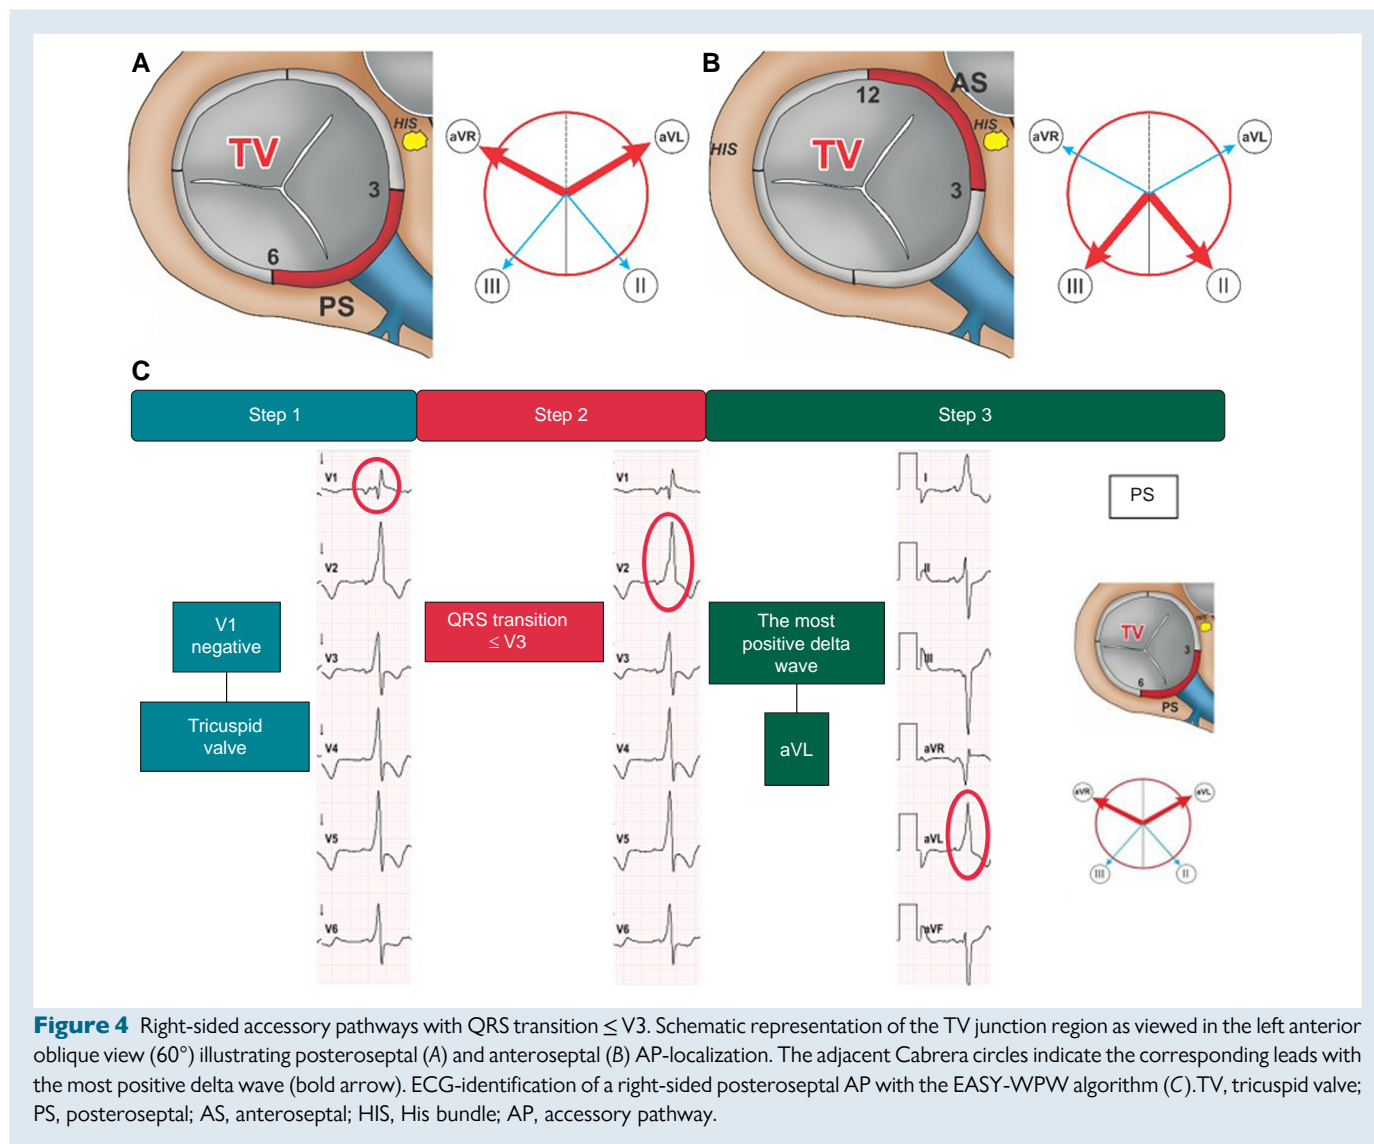 A
B
HIS
TV
3
6
PS
aVR
aVL
III
II
12
AS
HIS
HIS
TV
3
aVR
aVL
III
II
C
Step 1
Step 2
Step 3
V1
V2
V3
V4
V5
V6
V1
negative
Tricuspid
valve
V1
V2
V3
V4
V5
V6
QRS transition
≤ V3
The most
positive delta
wave
aVL
I
II
III
aVR
aVL
aVF
PS
TV
3
6
PS
aVR
aVL
III
II
Figure 4 Right-sided accessory pathways with QRS transition ≤ V3. Schematic representation of the TV junction region as viewed in the left anterior
oblique view (60°) illustrating posteroseptal (A) and anteroseptal (B) AP-localization. The adjacent Cabrera circles indicate the corresponding leads with
the most positive delta wave (bold arrow). ECG-identification of a right-sided posteroseptal AP with the EASY-WPW algorithm (C).TV, tricuspid valve;
PS, posteroseptal; AS, anteroseptal; HIS, His bundle; AP, accessory pathway.